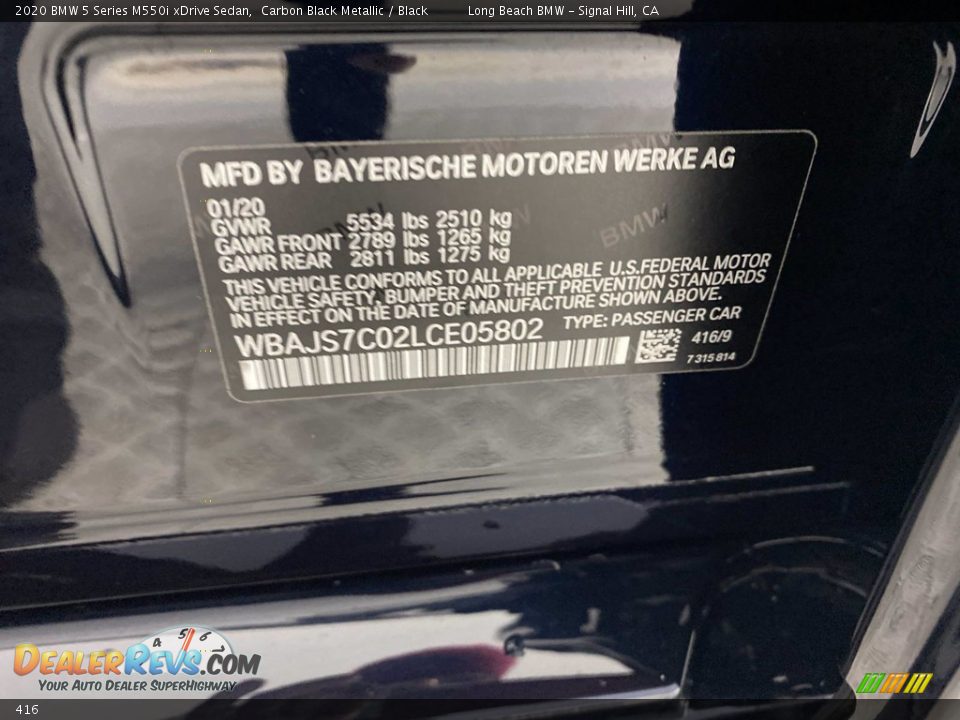 2020 BMW 5 Series M550i xDrive Sedan,  Carbon Black Metallic / Black     Long Beach BMW - Signal Hill, CA
MFD BY BAYERISCHE MOTOREN WERKE AG
01/20
GVWR 5534 lbs 2510 kg
GAWR FRONT 2789 lbs 1265 kg
GAWR REAR 2811 lbs 1275 kg
THIS VEHICLE CONFORMS TO ALL APPLICABLE U.S.FEDERAL MOTOR
VEHICLE SAFETY, BUMPER AND THEFT PREVENTION STANDARDS
IN EFFECT ON THE DATE OF MANUFACTURE SHOWN ABOVE.
WBAJS7C02LCE05802 TYPE: PASSENGER CAR
416/9
7315814
BMW
4 5 6
DEALERREVS.COM
YOUR AUTO DEALER SUPERHIGHWAY
416